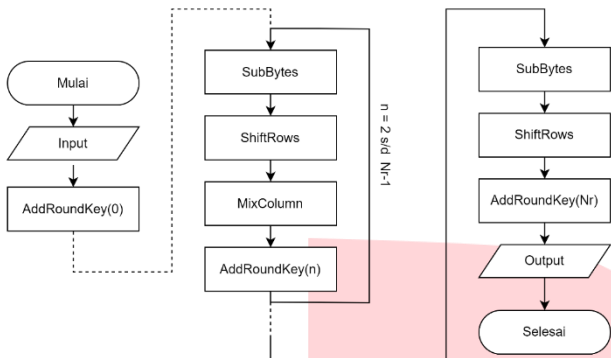 Mulai
Input
AddRoundKey(0)
SubBytes
ShiftRows
MixColumn
AddRoundKey(n)
n = 2 s/d Nr-1
SubBytes
ShiftRows
AddRoundKey(Nr)
Output
Selesai